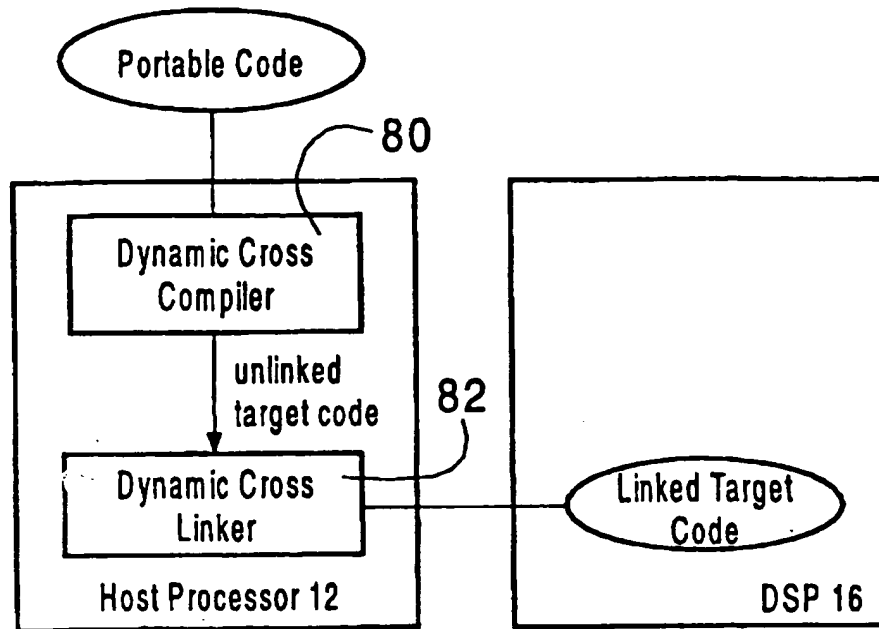 Portable Code
80
Dynamic Cross
Compiler
unlinked
target code
82
Dynamic Cross
Linker
Linked Target
Code
Host Processor 12
DSP 16